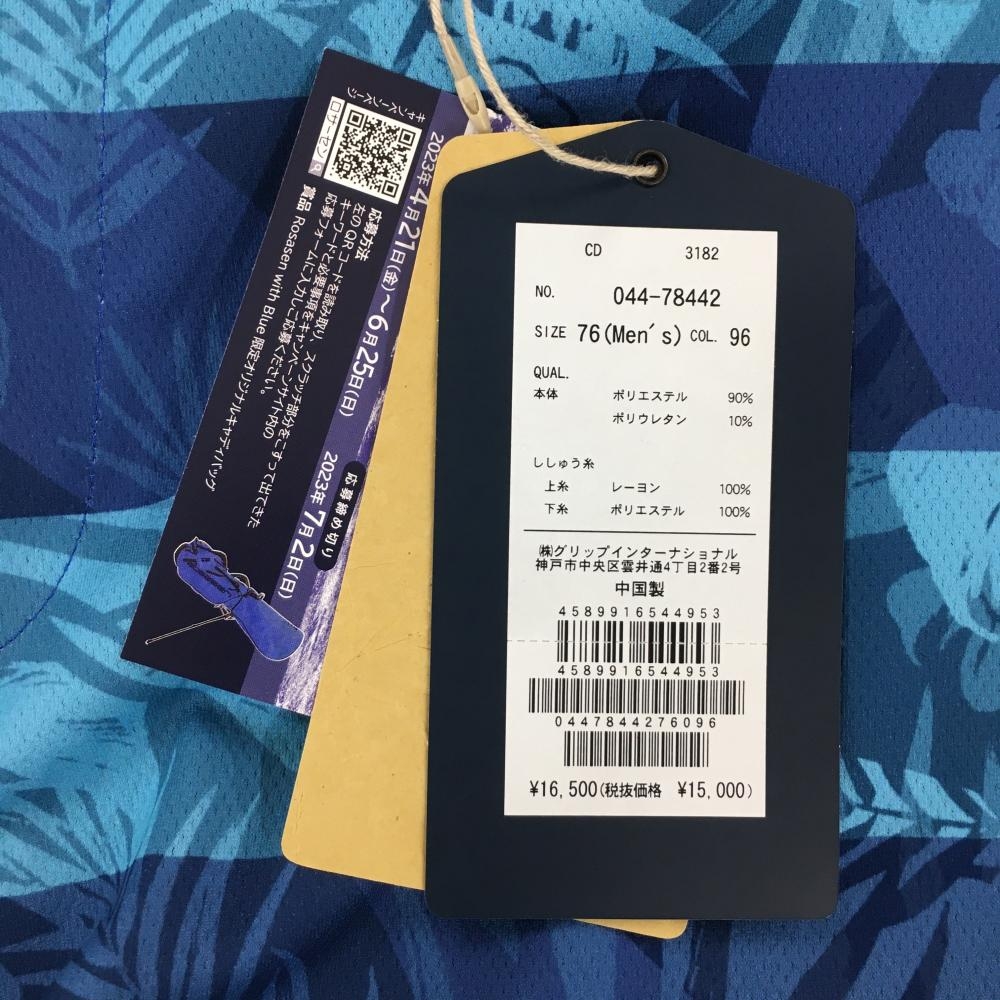 CD 3182
NO. 044-78442
SIZE 76(Men's) COL. 96
QUAL.
本体 ポリエステル 90%
ポリウレタン 10%
ししゅう糸
上糸 レーヨン 100%
下糸 ポリエステル 100%
㈱グリップインターナショナル
神戸市中央区雲井通4丁目2番2号
中国製
4589916544953
4589916544953
0447844276096
¥16,500(税抜価格 ¥15,000)
2023年4月21日(金)～6月25日(日)
応募締め切り
2023年7月2日(日)
キャンペーンページ
ロザーセン
応募方法
左のQRコードを読み取り、スクラッチ部分をこすって出てきた
キーワードと必要事項をキャンペーンサイト内の
応募フォームに入力しご応募ください。
賞品 Rosasen with Blue 限定オリジナルキャディバッグ